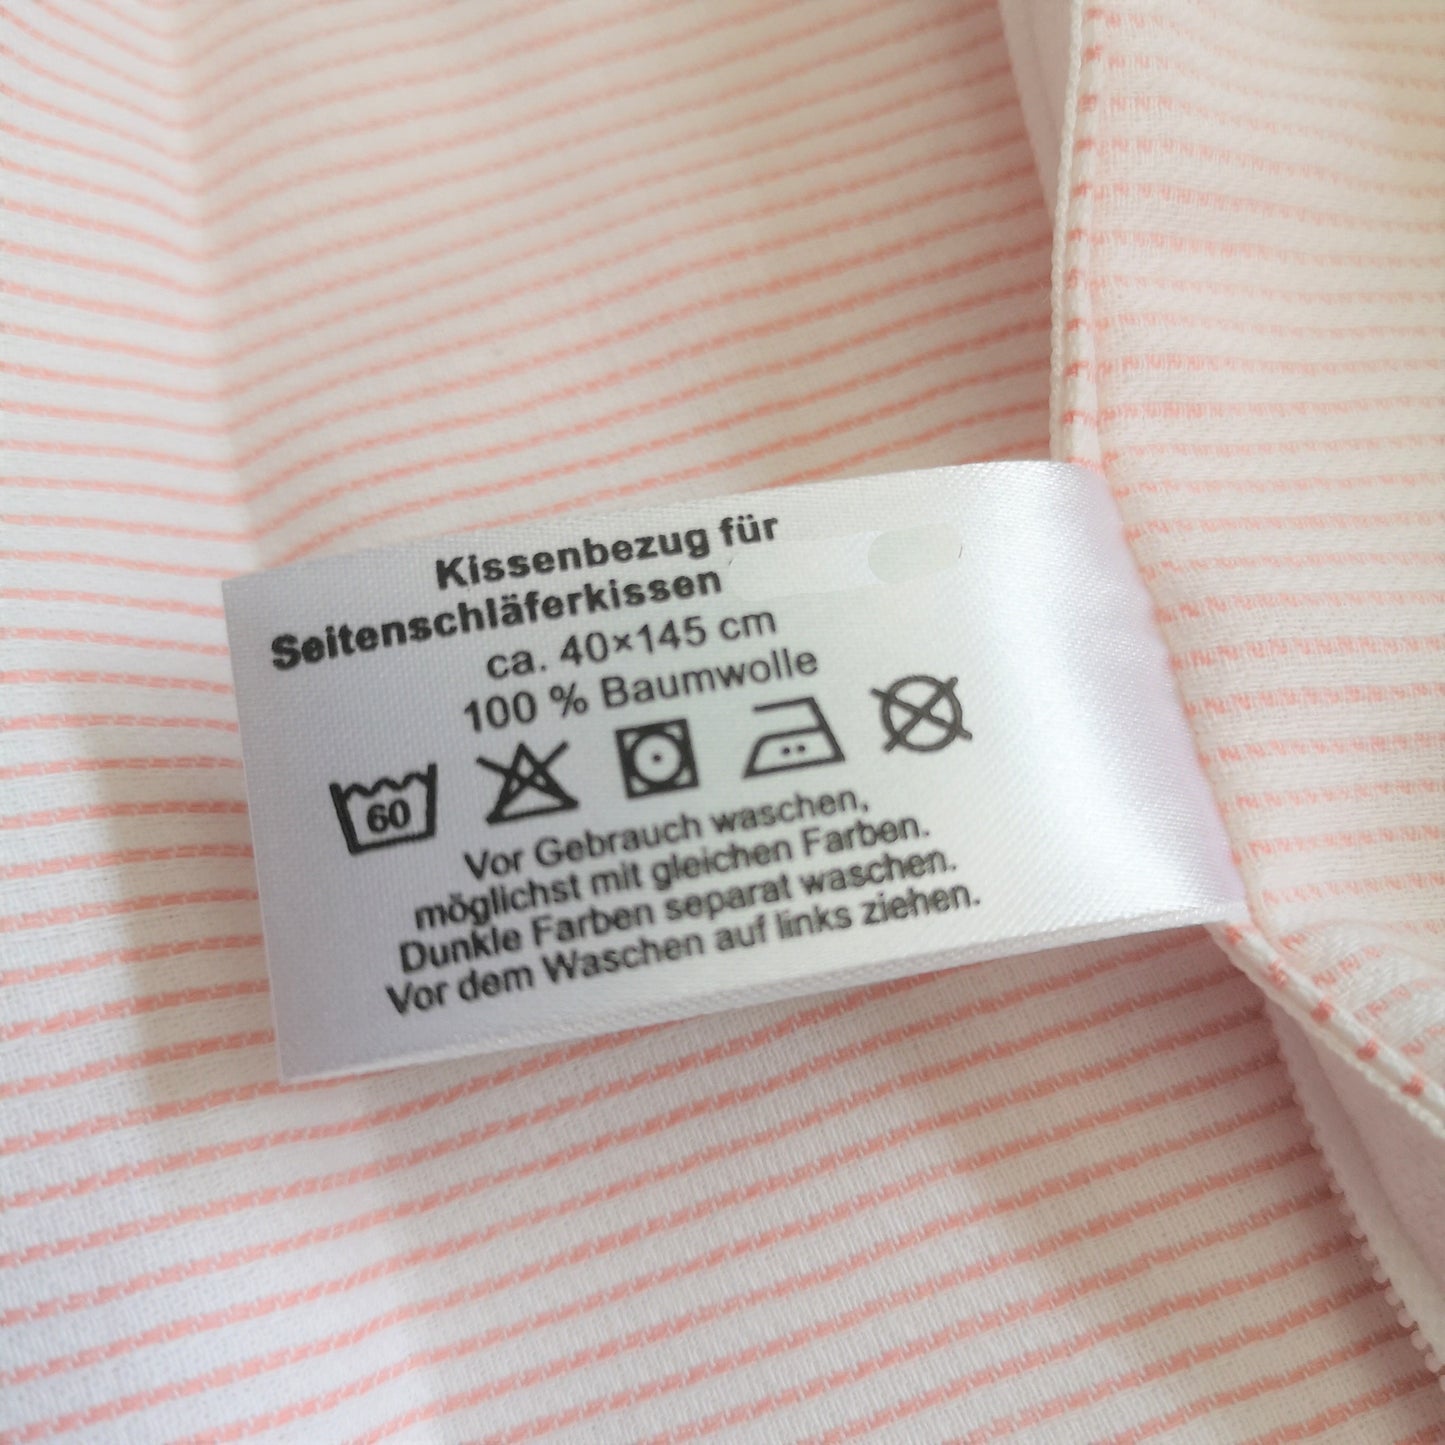 Kissenbezug für
Seitenschläferkissen
ca. 40×145 cm
100 % Baumwolle
60
Vor Gebrauch waschen,
möglichst mit gleichen Farben.
Dunkle Farben separat waschen.
Vor dem Waschen auf links ziehen.